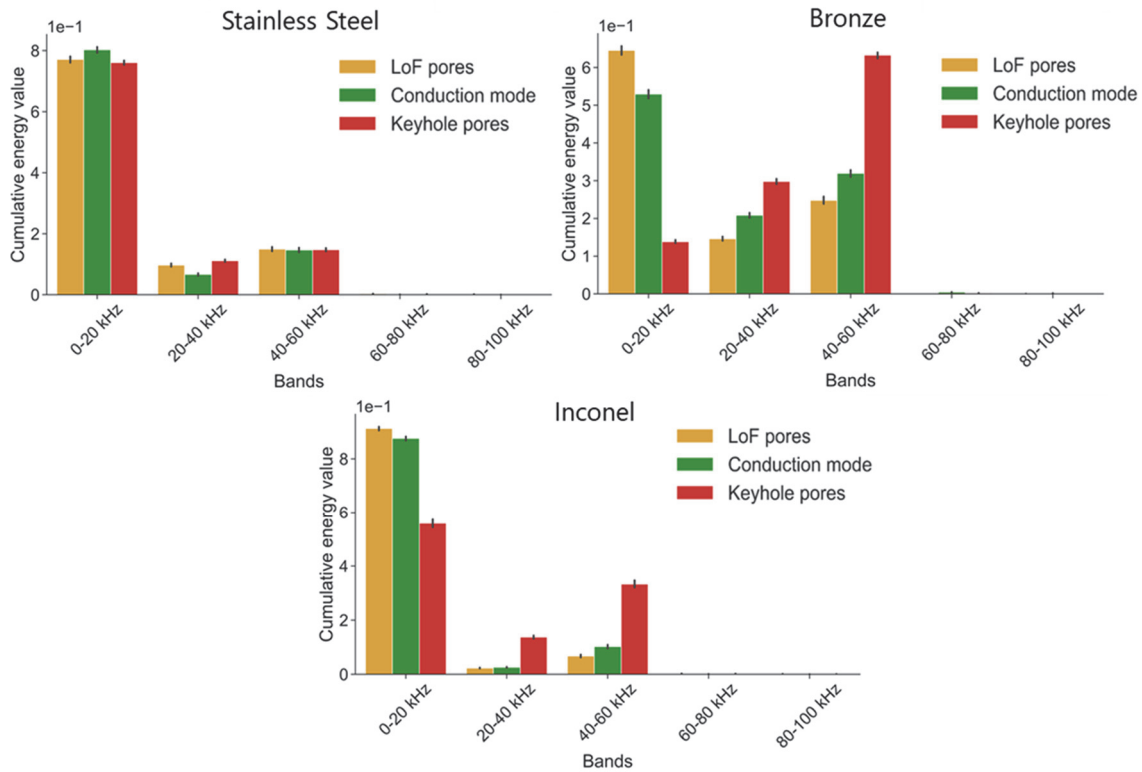 Stainless Steel
1e−1
Cumulative energy value
8
6
4
2
0
LoF pores
Conduction mode
Keyhole pores
0-20 kHz
20-40 kHz
40-60 kHz
60-80 kHz
80-100 kHz
Bands
Bronze
1e−1
Cumulative energy value
6
5
4
3
2
1
0
LoF pores
Conduction mode
Keyhole pores
0-20 kHz
20-40 kHz
40-60 kHz
60-80 kHz
80-100 kHz
Bands
Inconel
1e−1
Cumulative energy value
8
6
4
2
0
LoF pores
Conduction mode
Keyhole pores
0-20 kHz
20-40 kHz
40-60 kHz
60-80 kHz
80-100 kHz
Bands